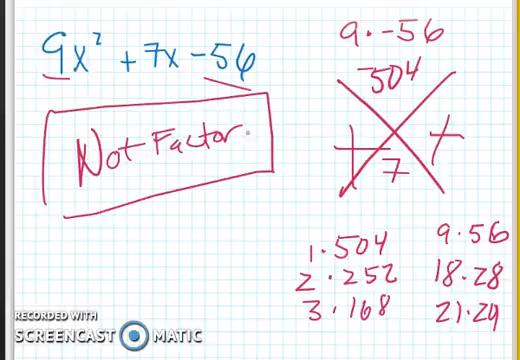 9x² + 7x - 56
Not Factor
9 · -56
-504
7
1 · 504
2 · 252
3 · 168
9 · 56
18 · 28
21 · 24
RECORDED WITH
SCREENCAST MATIC